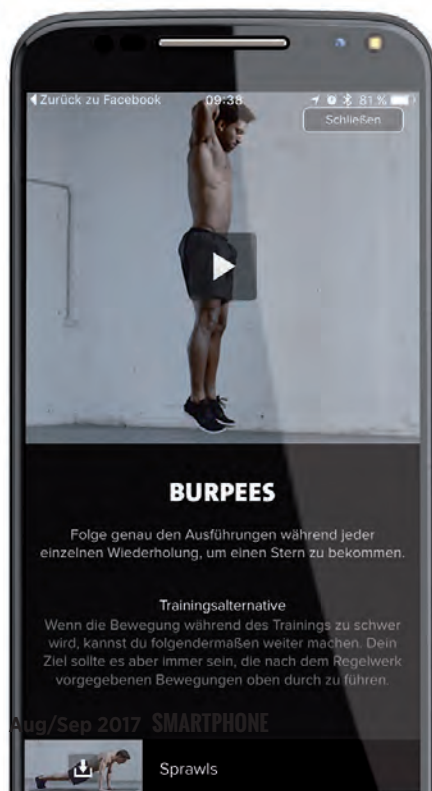 Zurück zu Facebook 09:38 81 %
Schließen
BURPEES
Folge genau den Ausführungen während jeder
einzelnen Wiederholung, um einen Stern zu bekommen.
Trainingsalternative
Wenn die Bewegung während des Trainings zu schwer
wird, kannst du folgendermaßen weiter machen. Dein
Ziel sollte es aber immer sein, die nach dem Regelwerk
vorgegebenen Bewegungen oben durch zu führen.
Aug/Sep 2017 SMARTPHONE
Sprawls